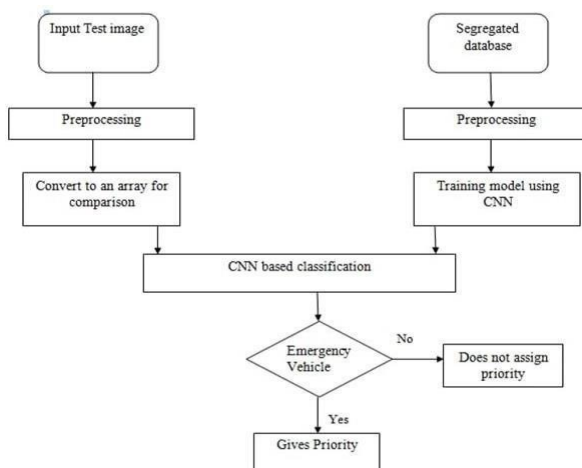 Input Test image
Segregated
database
Preprocessing
Preprocessing
Convert to an array for
comparison
Training model using
CNN
CNN based classification
Emergency
Vehicle
No
Does not assign
priority
Yes
Gives Priority